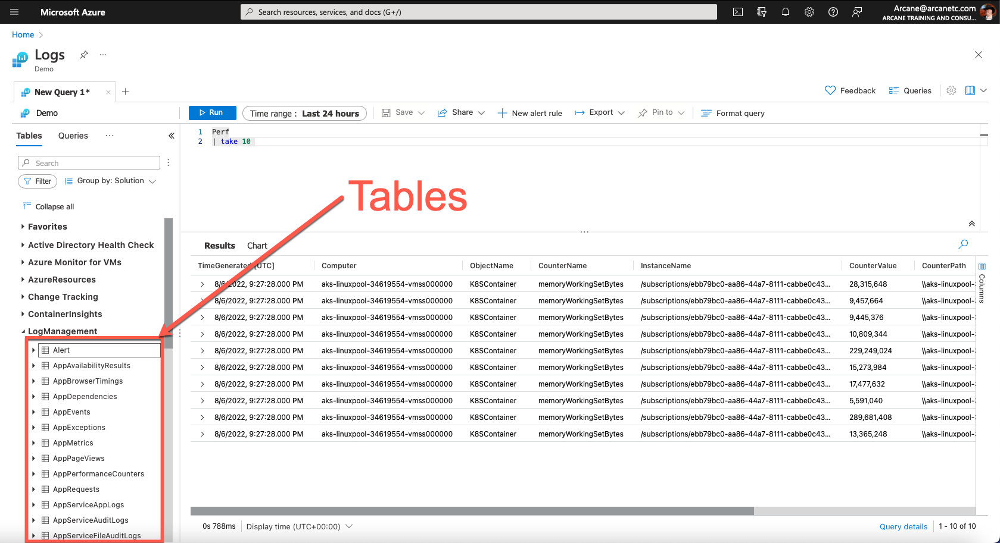 Microsoft Azure
Search resources, services, and docs (G+/)
Arcane@arcanetc.com
ARCANE TRAINING AND CONSU...
Home
Logs
...
Demo
New Query 1*
Feedback
Queries
Demo
Run
Time range : Last 24 hours
Save
Share
New alert rule
Export
Pin to
Format query
Tables
Queries
...
1 Perf
2 | take 10
Search
Filter
Group by: Solution
Tables
Collapse all
Favorites
Active Directory Health Check
Azure Monitor for VMs
AzureResources
Change Tracking
ContainerInsights
LogManagement
Alert
AppAvailabilityResults
AppBrowserTimings
AppDependencies
AppEvents
AppExceptions
AppMetrics
AppPageViews
AppPerformanceCounters
AppRequests
AppServiceAppLogs
AppServiceAuditLogs
AppServiceFileAuditLogs
Results Chart
TimeGenerated [UTC] Computer ObjectName CounterName InstanceName CounterValue CounterPath
8/6/2022, 9:27:28.000 PM aks-linuxpool-34619554-vmss000000 K8SContainer memoryWorkingSetBytes /subscriptions/ebb79bc0-aa86-44a7-8111-cabbe0c43... 28,315,648 \\aks-linuxpool-
8/6/2022, 9:27:28.000 PM aks-linuxpool-34619554-vmss000000 K8SContainer memoryWorkingSetBytes /subscriptions/ebb79bc0-aa86-44a7-8111-cabbe0c43... 9,457,664 \\aks-linuxpool-
8/6/2022, 9:27:28.000 PM aks-linuxpool-34619554-vmss000000 K8SContainer memoryWorkingSetBytes /subscriptions/ebb79bc0-aa86-44a7-8111-cabbe0c43... 9,445,376 \\aks-linuxpool-
8/6/2022, 9:27:28.000 PM aks-linuxpool-34619554-vmss000000 K8SContainer memoryWorkingSetBytes /subscriptions/ebb79bc0-aa86-44a7-8111-cabbe0c43... 10,809,344 \\aks-linuxpool-
8/6/2022, 9:27:28.000 PM aks-linuxpool-34619554-vmss000000 K8SContainer memoryWorkingSetBytes /subscriptions/ebb79bc0-aa86-44a7-8111-cabbe0c43... 229,249,024 \\aks-linuxpool-
8/6/2022, 9:27:28.000 PM aks-linuxpool-34619554-vmss000000 K8SContainer memoryWorkingSetBytes /subscriptions/ebb79bc0-aa86-44a7-8111-cabbe0c43... 15,273,984 \\aks-linuxpool-
8/6/2022, 9:27:28.000 PM aks-linuxpool-34619554-vmss000000 K8SContainer memoryWorkingSetBytes /subscriptions/ebb79bc0-aa86-44a7-8111-cabbe0c43... 17,477,632 \\aks-linuxpool-
8/6/2022, 9:27:28.000 PM aks-linuxpool-34619554-vmss000000 K8SContainer memoryWorkingSetBytes /subscriptions/ebb79bc0-aa86-44a7-8111-cabbe0c43... 5,591,040 \\aks-linuxpool-
8/6/2022, 9:27:28.000 PM aks-linuxpool-34619554-vmss000000 K8SContainer memoryWorkingSetBytes /subscriptions/ebb79bc0-aa86-44a7-8111-cabbe0c43... 289,681,408 \\aks-linuxpool-
8/6/2022, 9:27:28.000 PM aks-linuxpool-34619554-vmss000000 K8SContainer memoryWorkingSetBytes /subscriptions/ebb79bc0-aa86-44a7-8111-cabbe0c43... 13,365,248 \\aks-linuxpool-
Columns
0s 788ms
Display time (UTC+00:00)
Query details
1 - 10 of 10